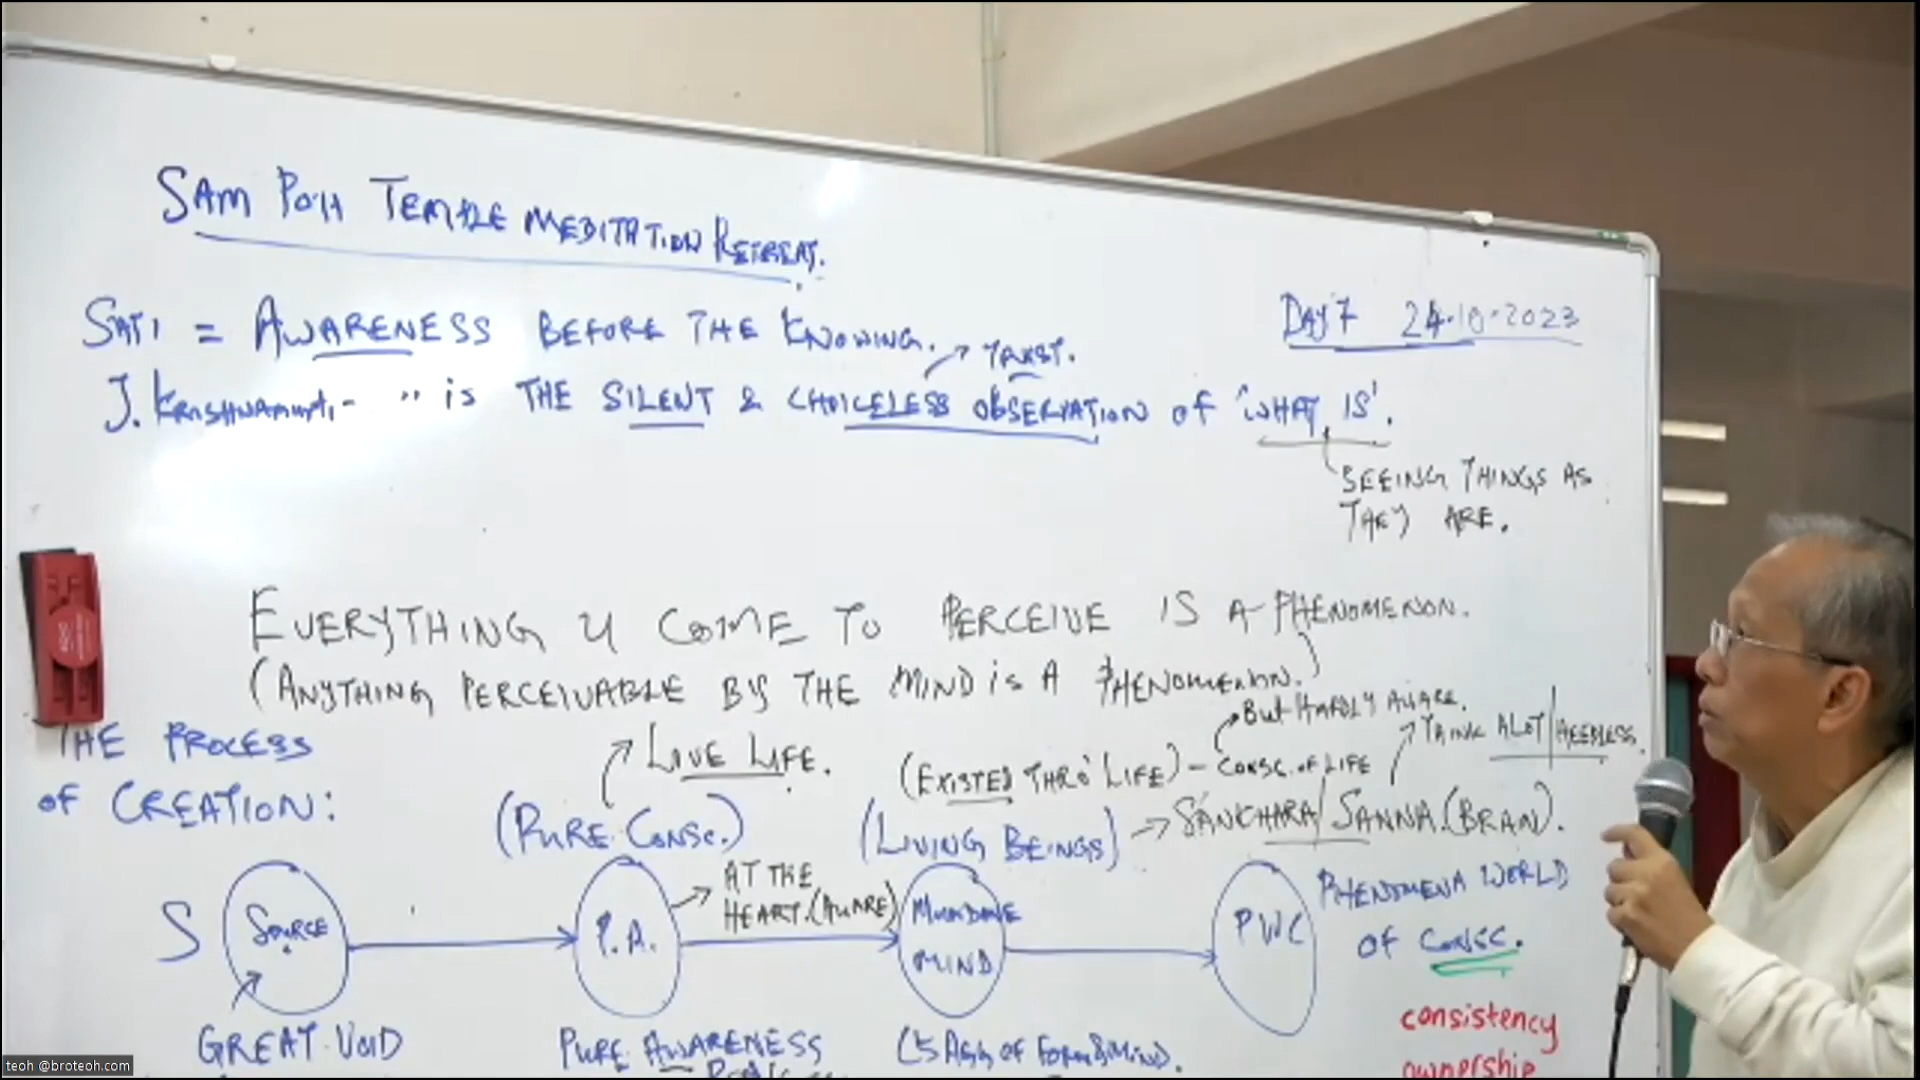 SAM POH TEMPLE MEDITATION RETREAT.
SATI = AWARENESS BEFORE THE KNOWING.
DAY 7 24.10.2023
TRUST.
J. KRISHNAMURTI - " is THE SILENT & CHOICELESS OBSERVATION OF 'WHAT IS'.
SEEING THINGS AS
THEY ARE.
EVERYTHING U COME TO PERCEIVE IS A PHENOMENON.
(ANYTHING PERCEIVABLE BY THE MIND is A PHENOMENON.)
BUT HARDLY AWARE.
THINK ALOT / HEEDLESS.
THE PROCESS
OF CREATION:
LIVE LIFE.
(EXISTED THRO' LIFE) - CONSC. OF LIFE
(PURE CONSC.)
(LIVING BEINGS) → SANKHARA / SANNA. (BRAIN).
AT THE
HEART. (AWARE)
S SOURCE
P.A.
MUNDANE
MIND
PWC
PHENOMENA WORLD
OF CONSC.
GREAT VOID
PURE AWARENESS
(5 AGG OF FORM & MIND.
consistency
ownership
teoh @broteoh.com